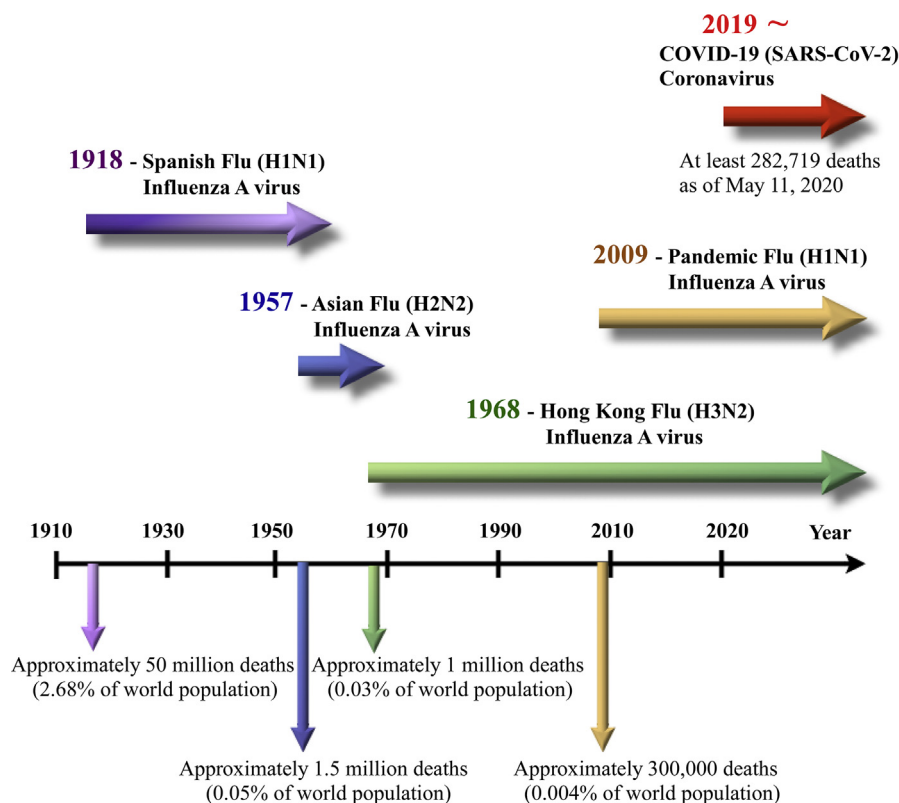 2019 ~
COVID-19 (SARS-CoV-2)
Coronavirus
At least 282,719 deaths
as of May 11, 2020
1918 - Spanish Flu (H1N1)
Influenza A virus
2009 - Pandemic Flu (H1N1)
Influenza A virus
1957 - Asian Flu (H2N2)
Influenza A virus
1968 - Hong Kong Flu (H3N2)
Influenza A virus
1910 1930 1950 1970 1990 2010 2020 Year
Approximately 50 million deaths
(2.68% of world population)
Approximately 1 million deaths
(0.03% of world population)
Approximately 1.5 million deaths
(0.05% of world population)
Approximately 300,000 deaths
(0.004% of world population)